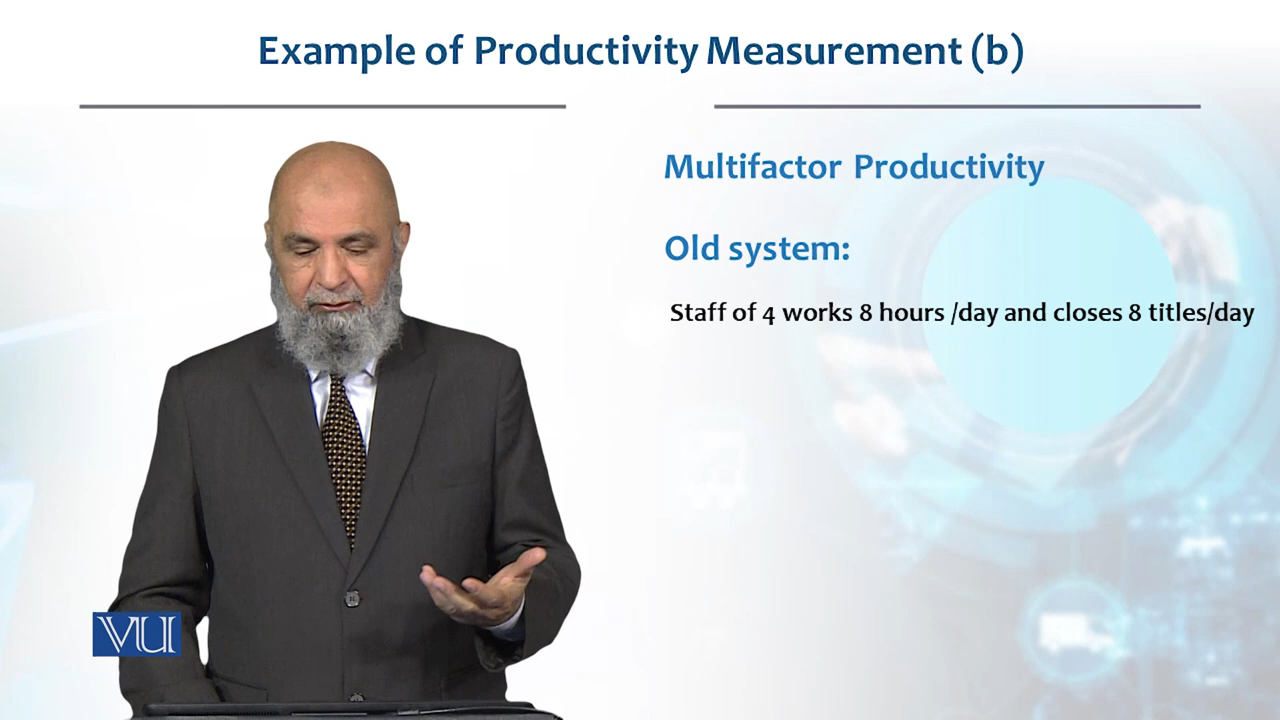 Example of Productivity Measurement (b)
Multifactor Productivity
Old system:
Staff of 4 works 8 hours /day and closes 8 titles/day
VU